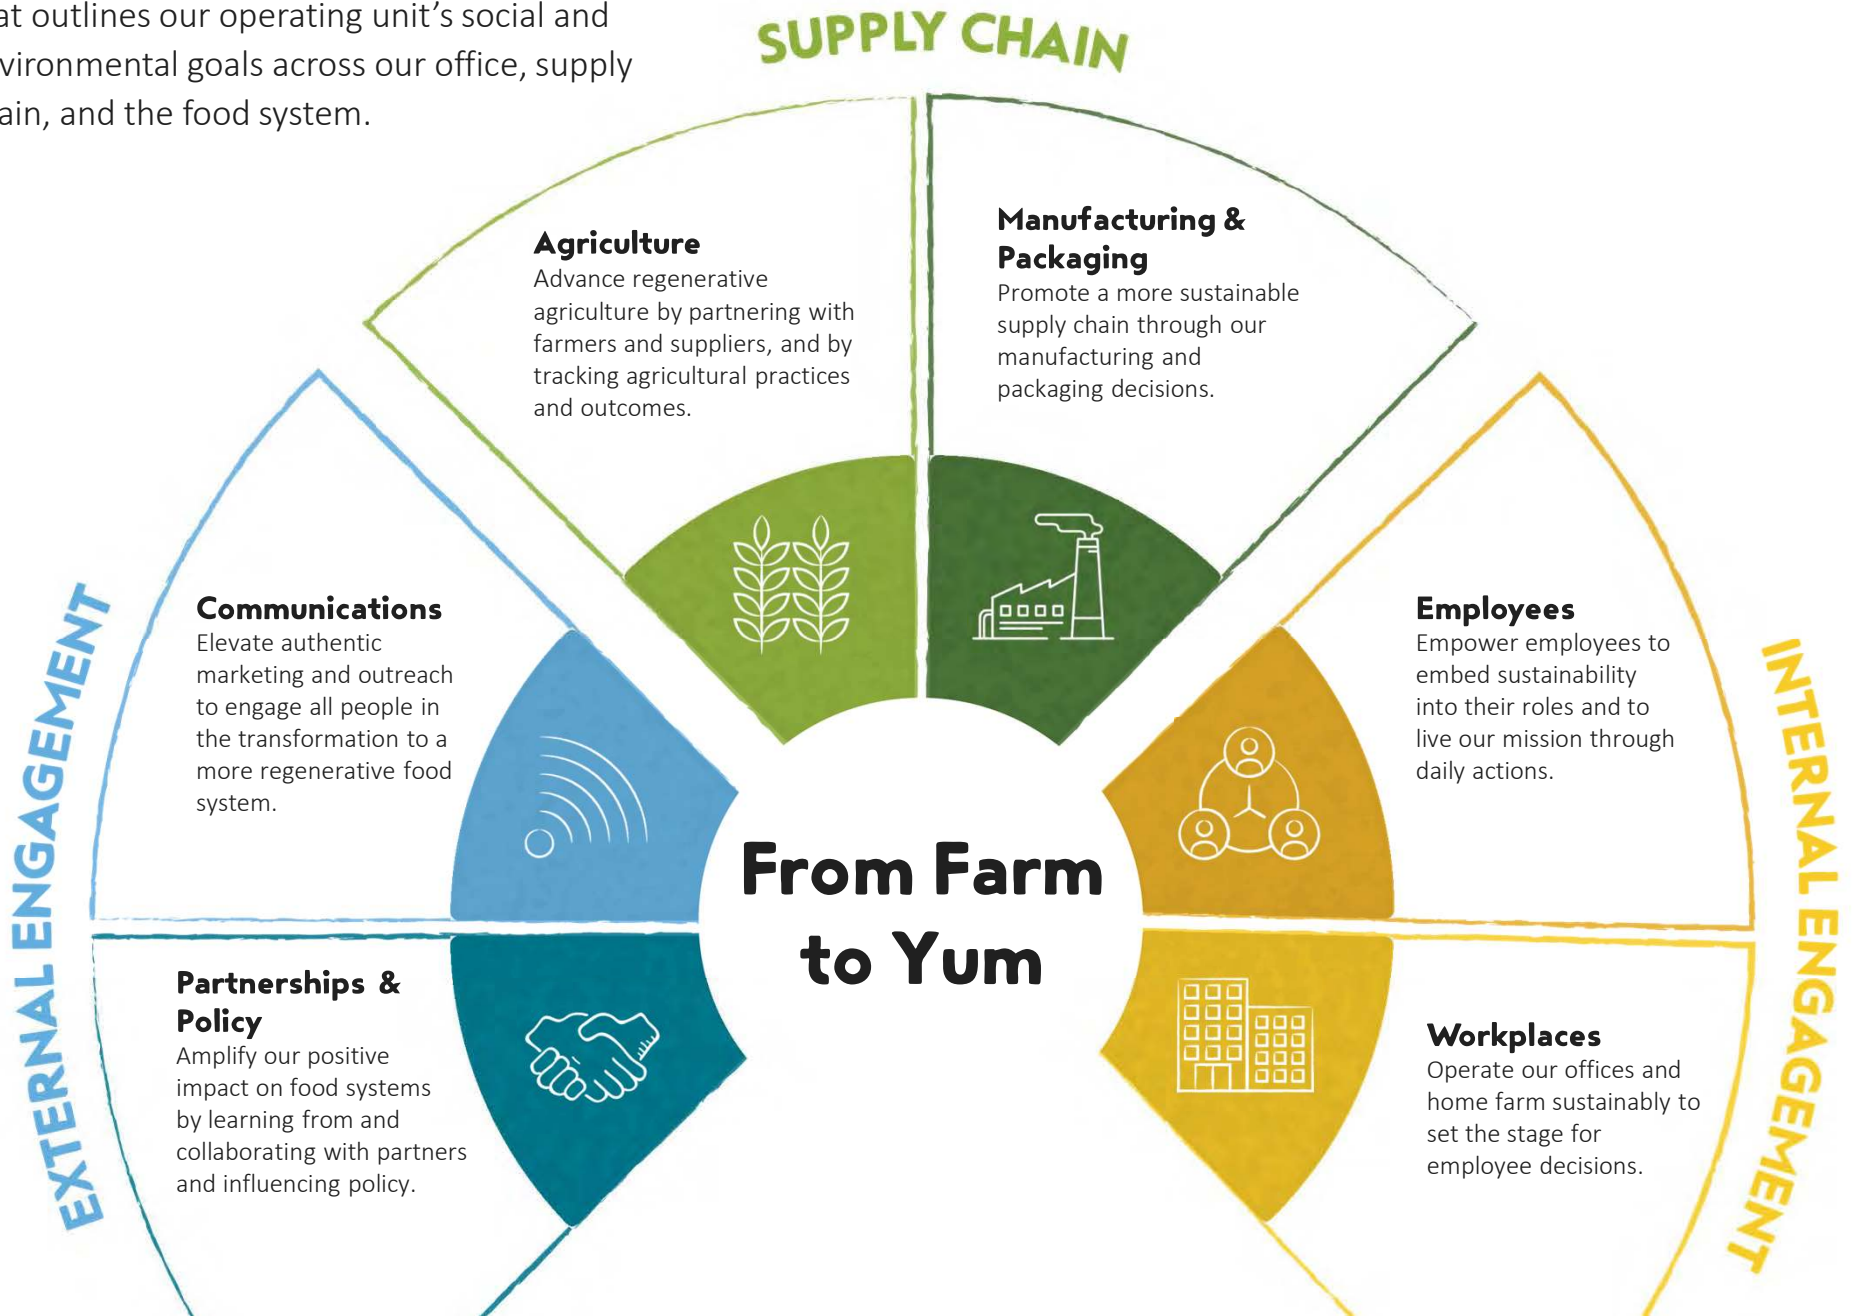 outlines our operating unit's social and
goals across our office, supply
and the food system.
SUPPLY CHAIN
Agriculture
Advance regenerative
agriculture by partnering with
farmers and suppliers, and by
tracking agricultural practices
and outcomes.
Manufacturing &
Packaging
Promote a more sustainable
supply chain through our
manufacturing and
packaging decisions.
EXTERNAL ENGAGEMENT
Communications
Elevate authentic
marketing and outreach
to engage all people in
the transformation to a
more regenerative food
system.
Partnerships &
Policy
Amplify our positive
impact on food systems
by learning from and
collaborating with partners
and influencing policy.
From Farm
to Yum
Employees
Empower employees to
embed sustainability
into their roles and to
live our mission through
daily actions.
Workplaces
Operate our offices and
home farm sustainably to
set the stage for
employee decisions.
INTERNAL ENGAGEMENT